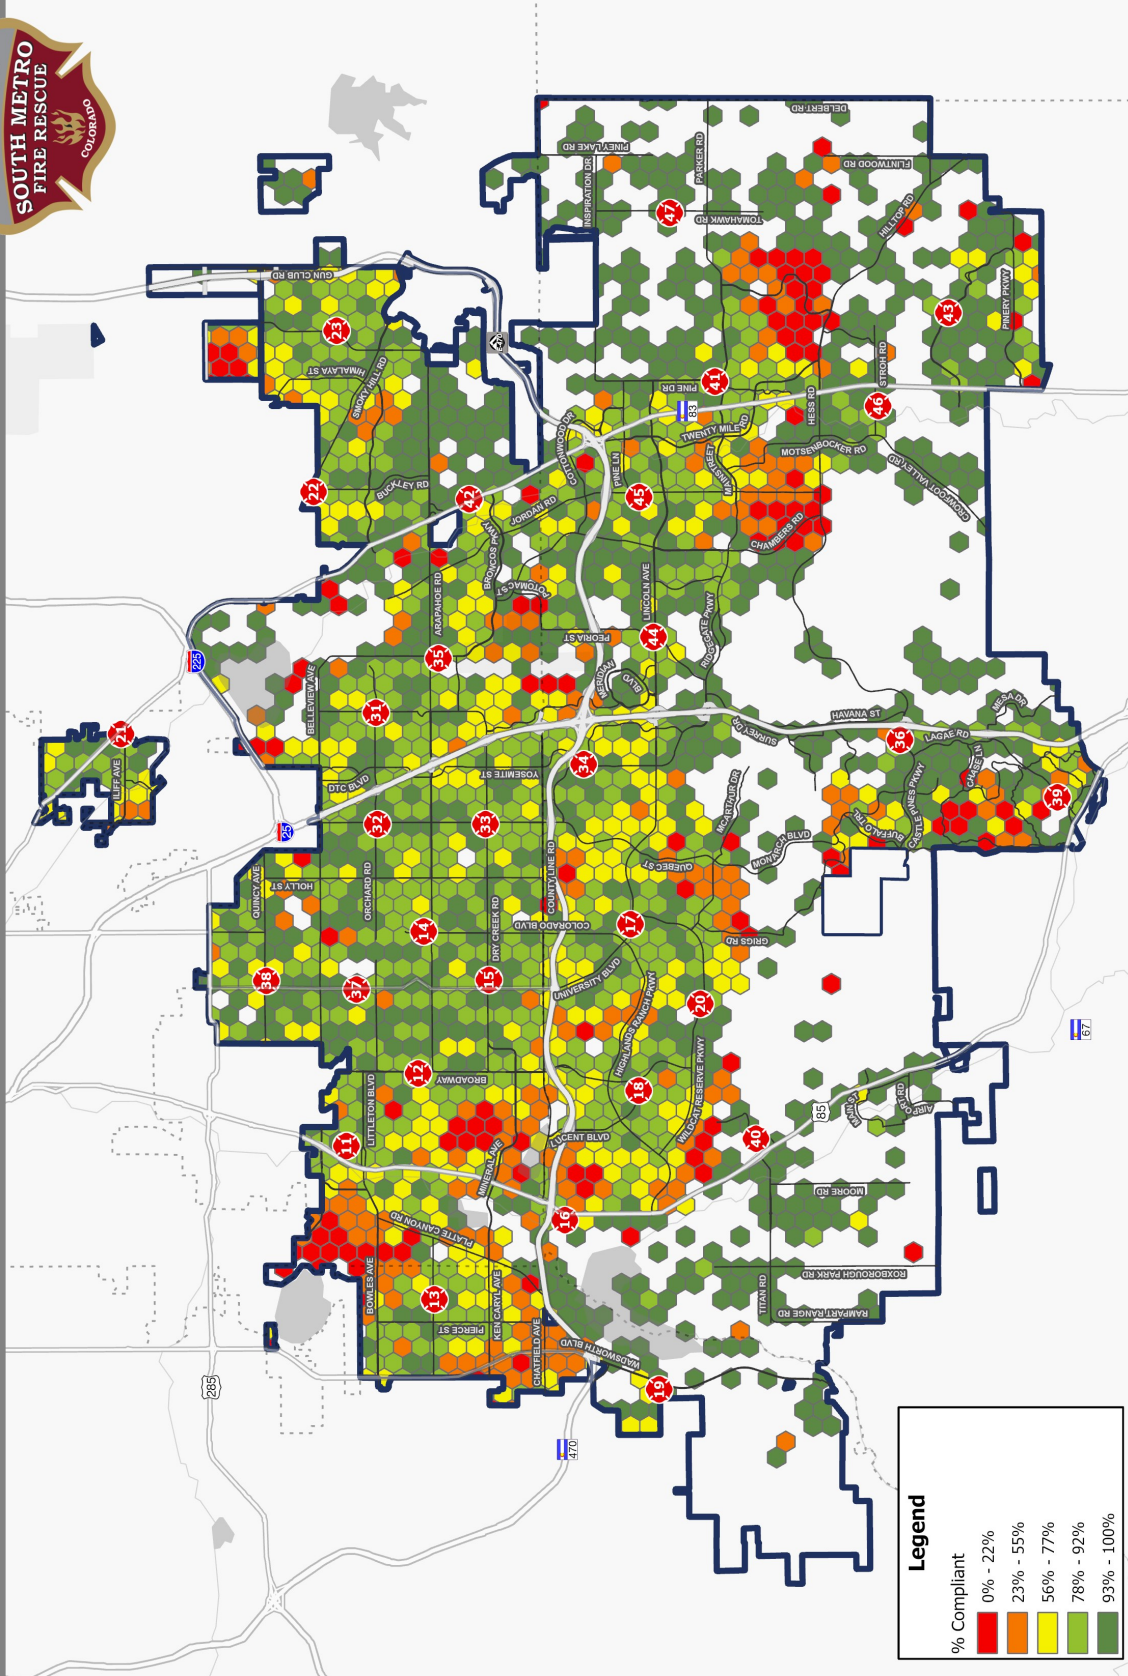 SOUTH METRO
FIRE RESCUE
COLORADO
GUN CLUB RD
23
HIMALAYA ST
SMOKY HILL RD
22
BUCKLEY RD
42
E-470
225
21
ILIFF AVE
25
BELLEVIEW AVE
DTC BLVD
31
35
ARAPAHOE RD
BRONCOS PKWY
POTOMAC ST
JORDAN RD
COTTONWOOD DR
PEORIA ST
YOSEMITE ST
32
33
34
ORCHARD RD
HOLLY ST
QUINCY AVE
38
37
14
15
DRY CREEK RD
COUNTY LINE RD
COLORADO BLVD
UNIVERSITY BLVD
12
BROADWAY
LITTLETON BLVD
11
MINERAL AVE
LUCENT BLVD
PLATTE CANYON RD
BOWLES AVE
13
PIERCE ST
KEN CARYL AVE
CHATFIELD AVE
WADSWORTH BLVD
16
19
285
470
PINEY LAKE RD
INSPIRATION DR
PARKER RD
TOMAHAWK RD
47
DELBERT RD
FLINTWOOD RD
HILLTOP RD
43
PINERY PKWY
STROH RD
46
HESS RD
41
PINE DR
83
TWENTY MILE RD
MAINSTREET
MOTSENBOCKER RD
CROWFOOT VALLEY RD
PINE LN
45
CHAMBERS RD
LINCOLN AVE
44
RIDGEGATE PKWY
MERIDIAN
BLVD
HAVANA ST
SURREY DR
36
LAGAE RD
MESA DR
CHASE LN
39
CASTLE PINES PKWY
BUFFALO TRL
MCARTHUR DR
MONARCH BLVD
QUEBEC ST
17
GRIGS RD
20
HIGHLANDS RANCH PKWY
18
WILDCAT RESERVE PKWY
40
85
MAIN ST
AIRPORT RD
67
MOORE RD
TITAN RD
ROXBOROUGH PARK RD
RAMPART RANGE RD
Legend
% Compliant
0% - 22%
23% - 55%
56% - 77%
78% - 92%
93% - 100%